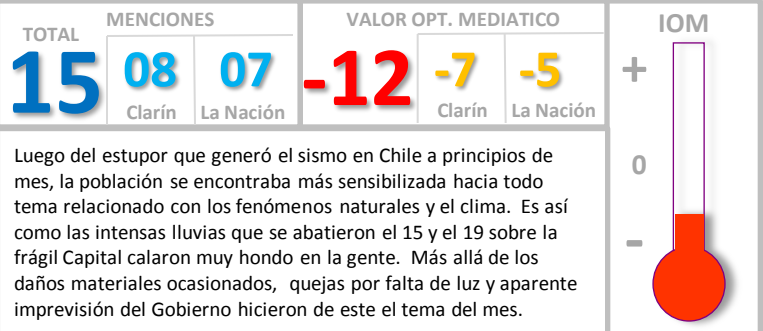 MENCIONES
TOTAL
15
08
07
Clarín
La Nación
VALOR OPT. MEDIATICO
-12
-7
-5
Clarín
La Nación
IOM
+
0
-
Luego del estupor que generó el sismo en Chile a principios de
mes, la población se encontraba más sensibilizada hacia todo
tema relacionado con los fenómenos naturales y el clima. Es así
como las intensas lluvias que se abatieron el 15 y el 19 sobre la
frágil Capital calaron muy hondo en la gente. Más allá de los
daños materiales ocasionados, quejas por falta de luz y aparente
imprevisión del Gobierno hicieron de este el tema del mes.